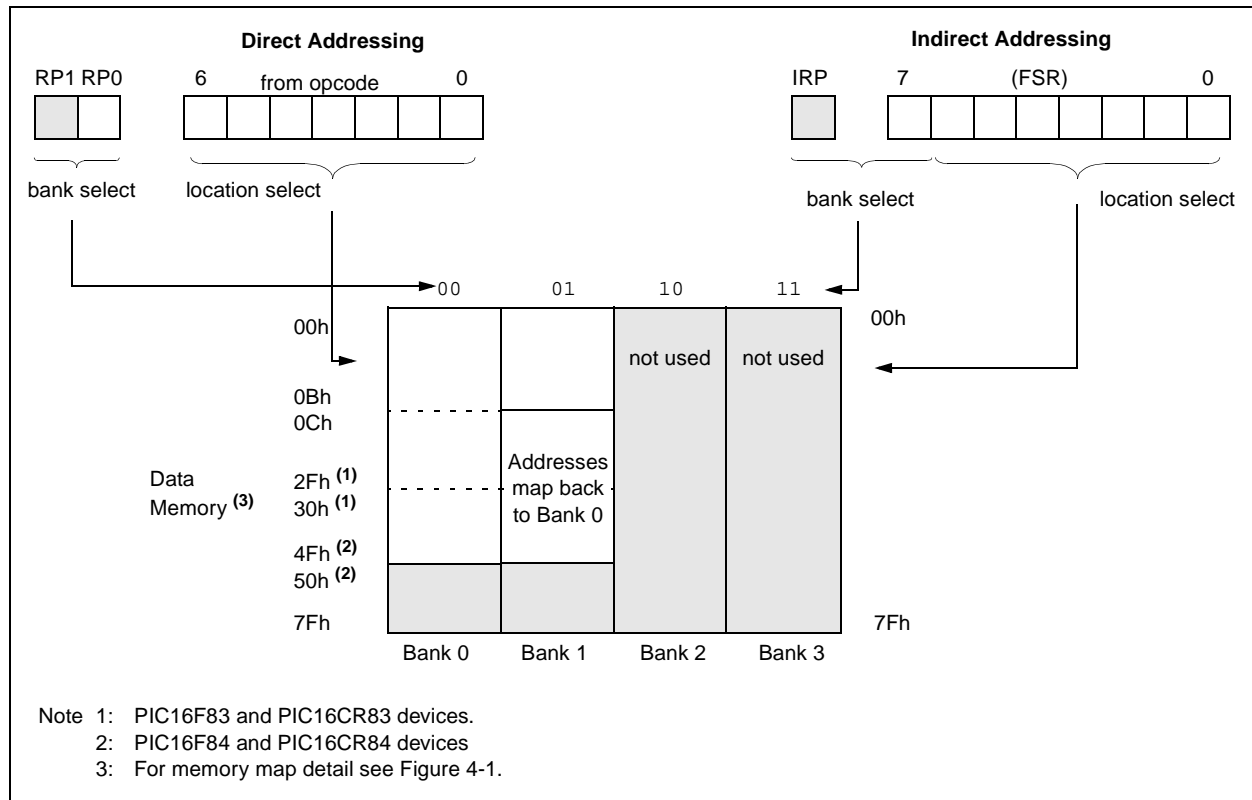 Direct Addressing
Indirect Addressing
RP1 RP0 6 from opcode 0
IRP 7 (FSR) 0
bank select location select
bank select location select
00 01 10 11
00h 00h
not used not used
0Bh
0Ch
Addresses
map back
to Bank 0
Data
Memory (3)
2Fh (1)
30h (1)
4Fh (2)
50h (2)
7Fh 7Fh
Bank 0 Bank 1 Bank 2 Bank 3
Note 1: PIC16F83 and PIC16CR83 devices.
2: PIC16F84 and PIC16CR84 devices
3: For memory map detail see Figure 4-1.